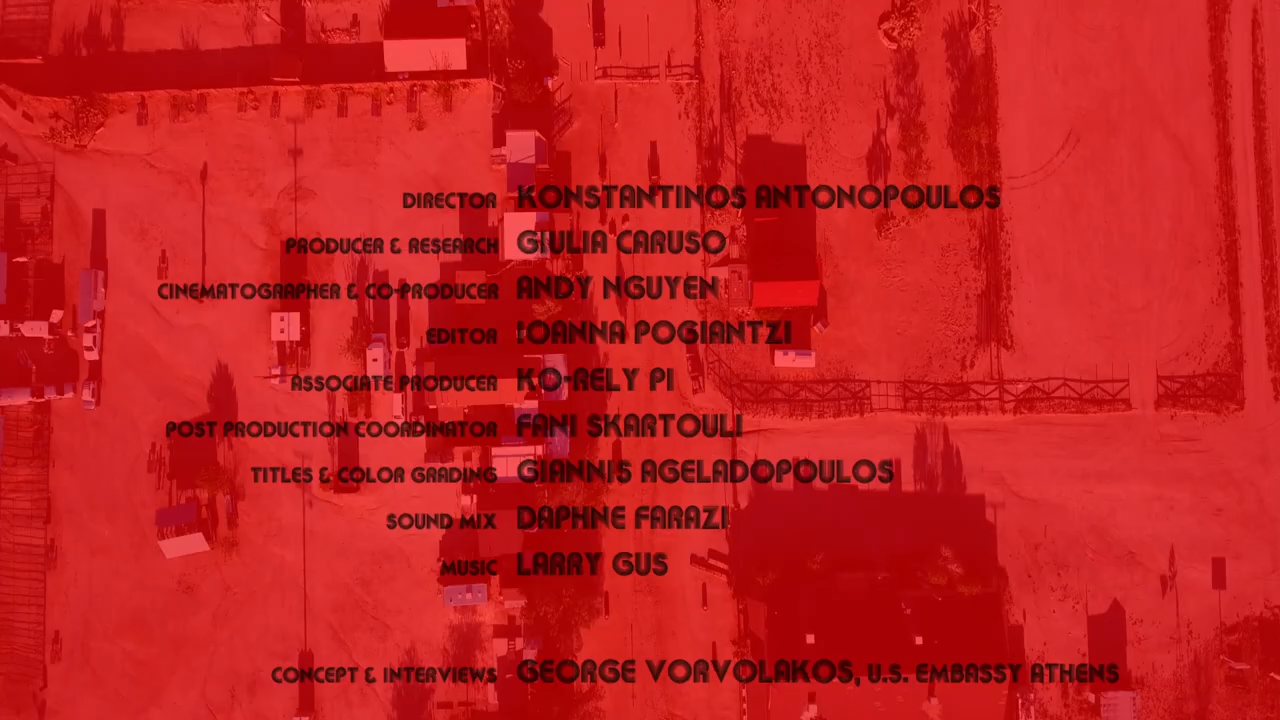 DIRECTOR KONSTANTINOS ANTONOPOULOS
PRODUCER & RESEARCH GIULIA CARUSO
CINEMATOGRAPHER & CO-PRODUCER ANDY NGUYEN
EDITOR IOANNA POGIANTZI
ASSOCIATE PRODUCER KO-RELY PI
POST PRODUCTION COORDINATOR FANI SKARTOULI
TITLES & COLOR GRADING GIANNIS AGELADOPOULOS
SOUND MIX DAPHNE FARAZI
MUSIC LARRY GUS
CONCEPT & INTERVIEWS GEORGE VORVOLAKOS, U.S. EMBASSY ATHENS